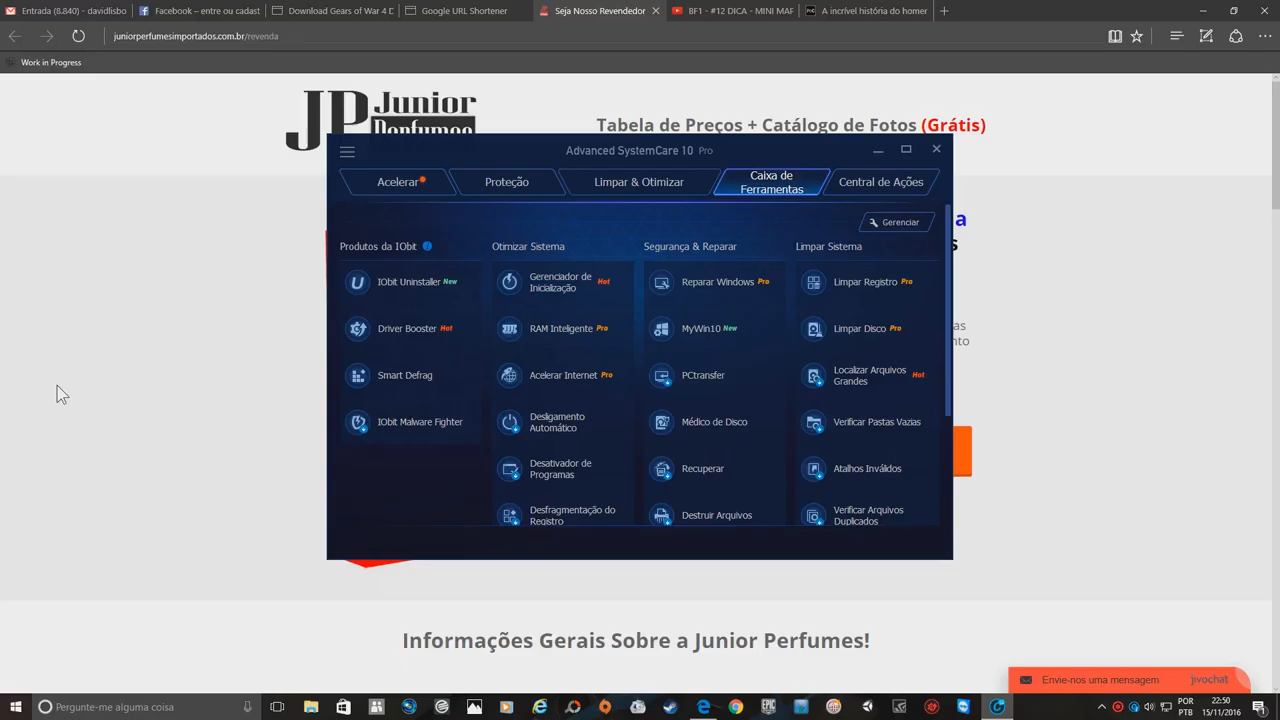 Entrada (8.840) - davidlisbo
Facebook – entre ou cadast
Download Gears of War 4 D
Google URL Shortener
Seja Nosso Revendedor
BF1 - #12 DICA - MINI MAP
A incrível história do homer
juniorperfumesimportados.com.br/revenda
Work in Progress
JP Junior
Perfumes
Tabela de Preços + Catálogo de Fotos (Grátis)
Advanced SystemCare 10 Pro
Acelerar
Proteção
Limpar & Otimizar
Caixa de
Ferramentas
Central de Ações
Gerenciar
a
s
Produtos da IObit
Otimizar Sistema
Segurança & Reparar
Limpar Sistema
IObit Uninstaller New
Gerenciador de
Inicialização Hot
Reparar Windows Pro
Limpar Registro Pro
Driver Booster Hot
RAM Inteligente Pro
MyWin10 New
Limpar Disco Pro
as
nto
Smart Defrag
Acelerar Internet Pro
PCtransfer
Localizar Arquivos
Grandes Hot
IObit Malware Fighter
Desligamento
Automático
Médico de Disco
Verificar Pastas Vazias
Desativador de
Programas
Recuperar
Atalhos Inválidos
Desfragmentação do
Registro
Destruir Arquivos
Verificar Arquivos
Duplicados
Informações Gerais Sobre a Junior Perfumes!
Envie-nos uma mensagem jivochat
Pergunte-me alguma coisa
POR
PTB
22:50
15/11/2016